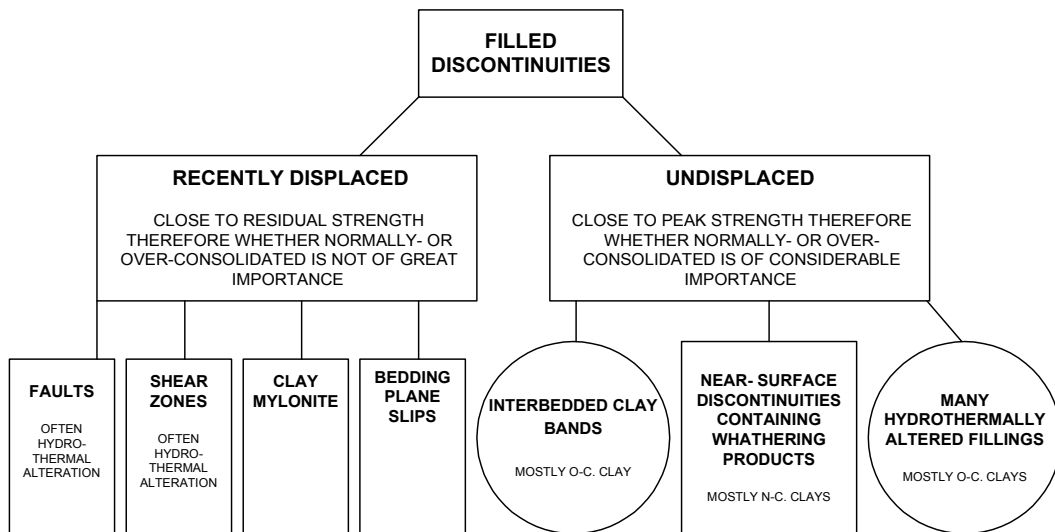 FILLED
DISCONTINUITIES
RECENTLY DISPLACED
CLOSE TO RESIDUAL STRENGTH
THEREFORE WHETHER NORMALLY- OR
OVER-CONSOLIDATED IS NOT OF GREAT
IMPORTANCE
UNDISPLACED
CLOSE TO PEAK STRENGTH THEREFORE
WHETHER NORMALLY- OR OVER-
CONSOLIDATED IS OF CONSIDERABLE
IMPORTANCE
FAULTS
OFTEN
HYDRO-
THERMAL
ALTERATION
SHEAR
ZONES
OFTEN
HYDRO-
THERMAL
ALTERATION
CLAY
MYLONITE
BEDDING
PLANE
SLIPS
INTERBEDDED CLAY
BANDS
MOSTLY O-C. CLAY
NEAR- SURFACE
DISCONTINUITIES
CONTAINING
WHATHERING
PRODUCTS
MOSTLY N-C. CLAYS
MANY
HYDROTHERMALLY
ALTERED FILLINGS
MOSTLY O-C. CLAYS